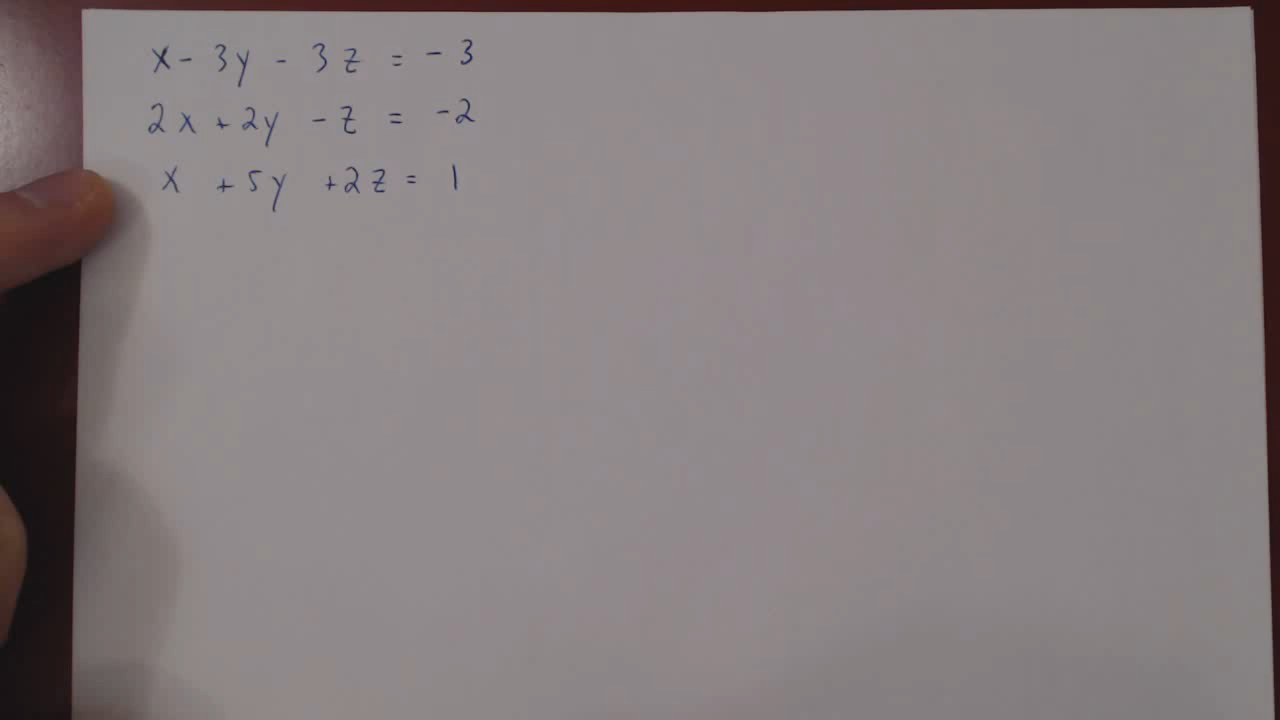 x - 3y - 3z = -3
2x + 2y - z = -2
x + 5y + 2z = 1